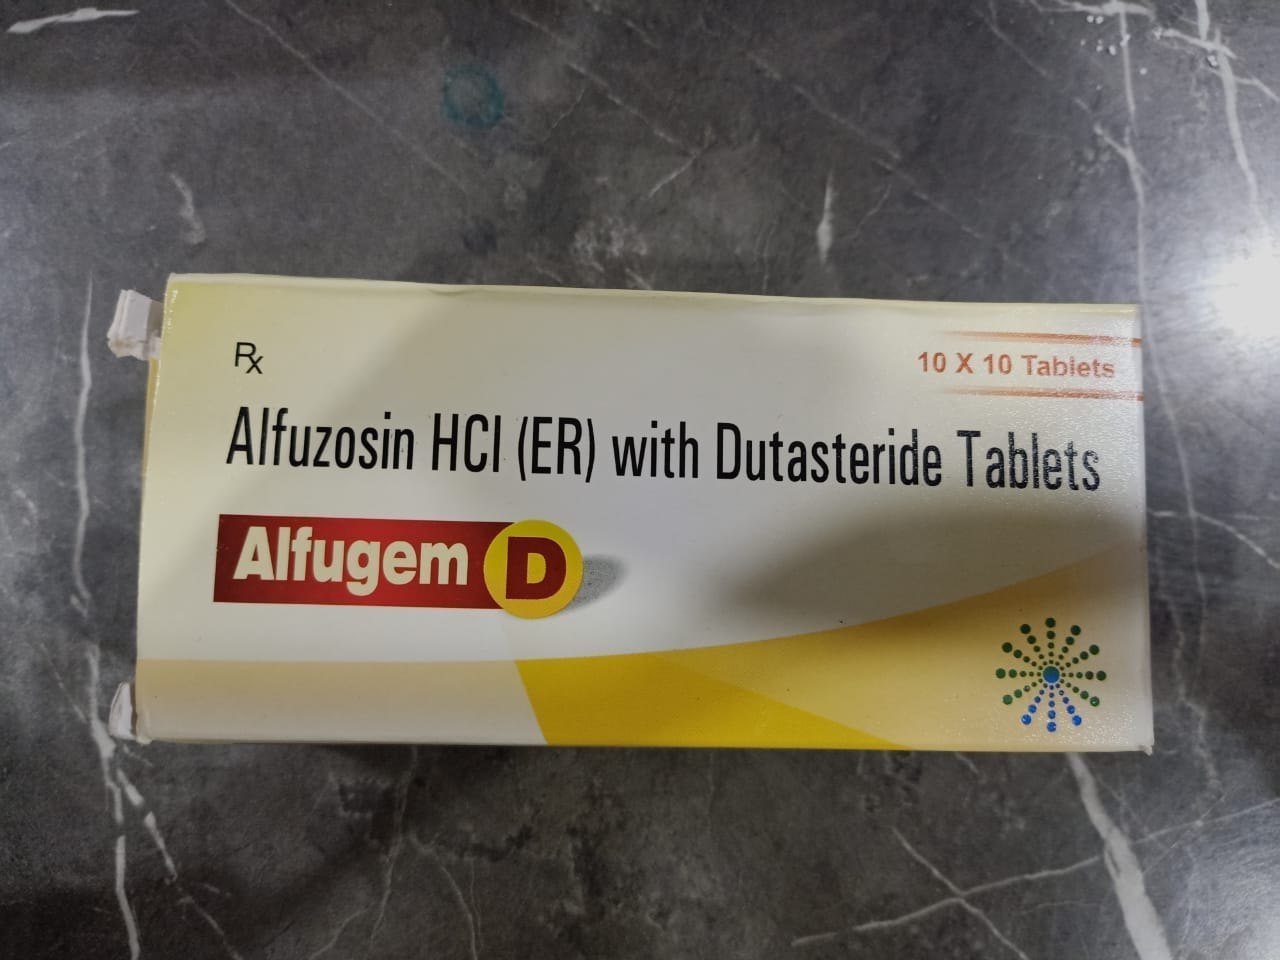 Rx
10 X 10 Tablets
Alfuzosin HCl (ER) with Dutasteride Tablets
Alfugem D